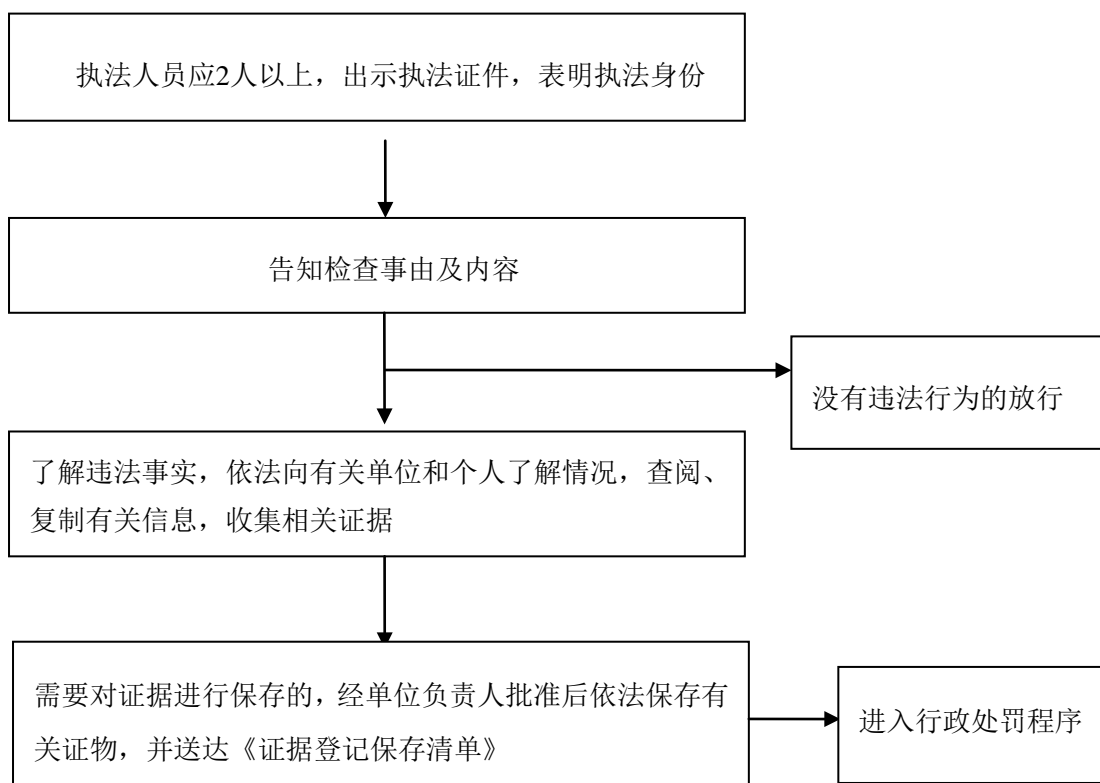 执法人员应2人以上，出示执法证件，表明执法身份
告知检查事由及内容
没有违法行为的放行
了解违法事实，依法向有关单位和个人了解情况，查阅、
复制有关信息，收集相关证据
需要对证据进行保存的，经单位负责人批准后依法保存有
关证物，并送达《证据登记保存清单》
进入行政处罚程序